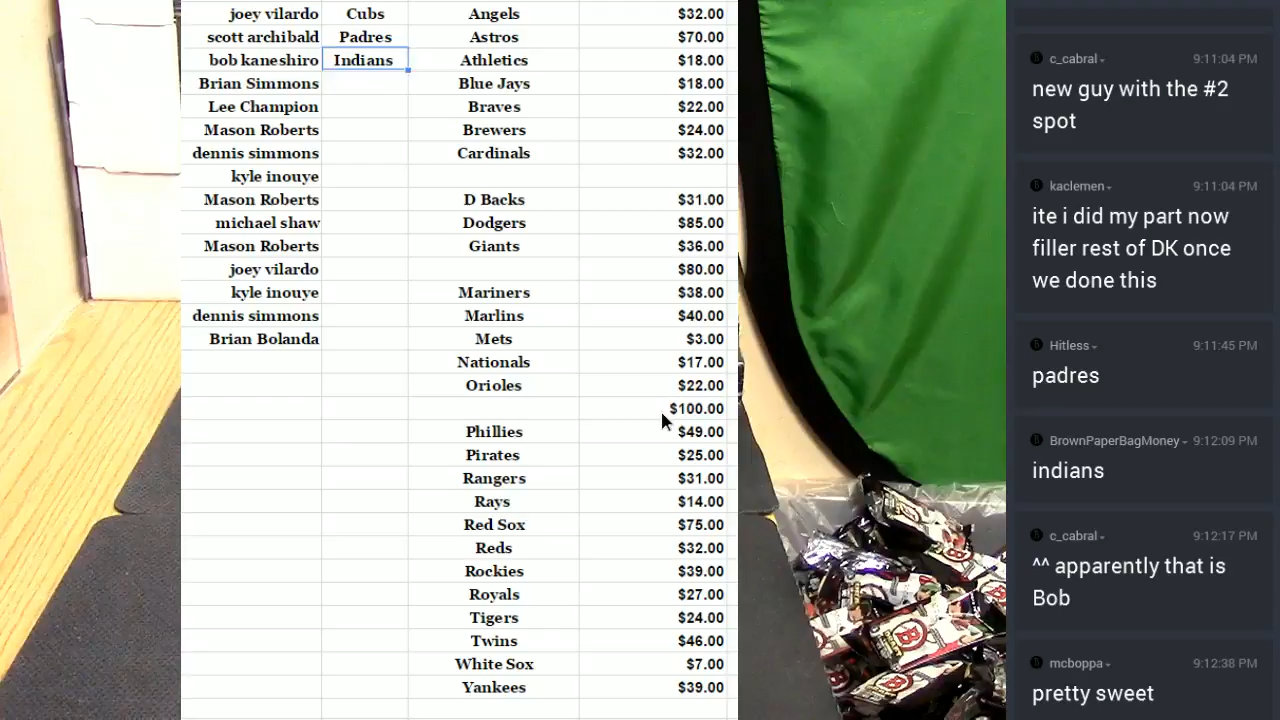 joey vilardo Cubs Angels $32.00
scott archibald Padres Astros $70.00
bob kaneshiro Indians Athletics $18.00
Brian Simmons Blue Jays $18.00
Lee Champion Braves $22.00
Mason Roberts Brewers $24.00
dennis simmons Cardinals $32.00
kyle inouye
Mason Roberts D Backs $31.00
michael shaw Dodgers $85.00
Mason Roberts Giants $36.00
joey vilardo $80.00
kyle inouye Mariners $38.00
dennis simmons Marlins $40.00
Brian Bolanda Mets $3.00
Nationals $17.00
Orioles $22.00
$100.00
Phillies $49.00
Pirates $25.00
Rangers $31.00
Rays $14.00
Red Sox $75.00
Reds $32.00
Rockies $39.00
Royals $27.00
Tigers $24.00
Twins $46.00
White Sox $7.00
Yankees $39.00
c_cabral 9:11:04 PM
new guy with the #2
spot
kaclemen 9:11:04 PM
ite i did my part now
filler rest of DK once
we done this
Hitless 9:11:45 PM
padres
BrownPaperBagMoney 9:12:09 PM
indians
c_cabral 9:12:17 PM
^^ apparently that is
Bob
mcboppa 9:12:38 PM
pretty sweet